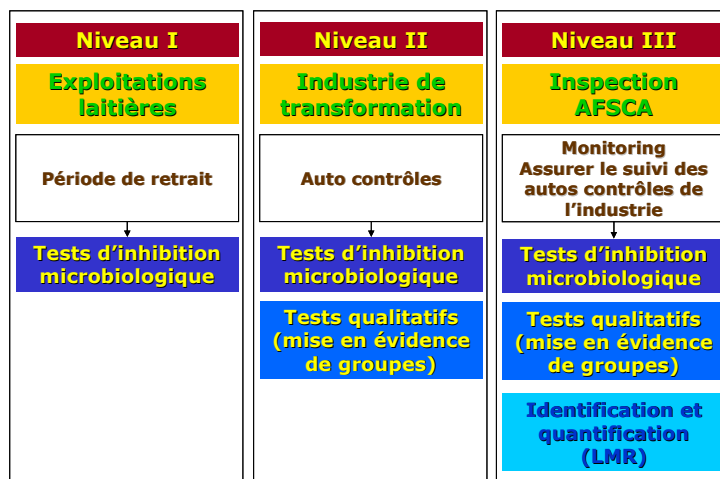 Niveau I
Exploitations
laitières
Période de retrait
Tests d'inhibition
microbiologique
Niveau II
Industrie de
transformation
Auto contrôles
Tests d'inhibition
microbiologique
Tests qualitatifs
(mise en évidence
de groupes)
Niveau III
Inspection
AFSCA
Monitoring
Assurer le suivi des
autos contrôles de
l'industrie
Tests d'inhibition
microbiologique
Tests qualitatifs
(mise en évidence
de groupes)
Identification et
quantification
(LMR)